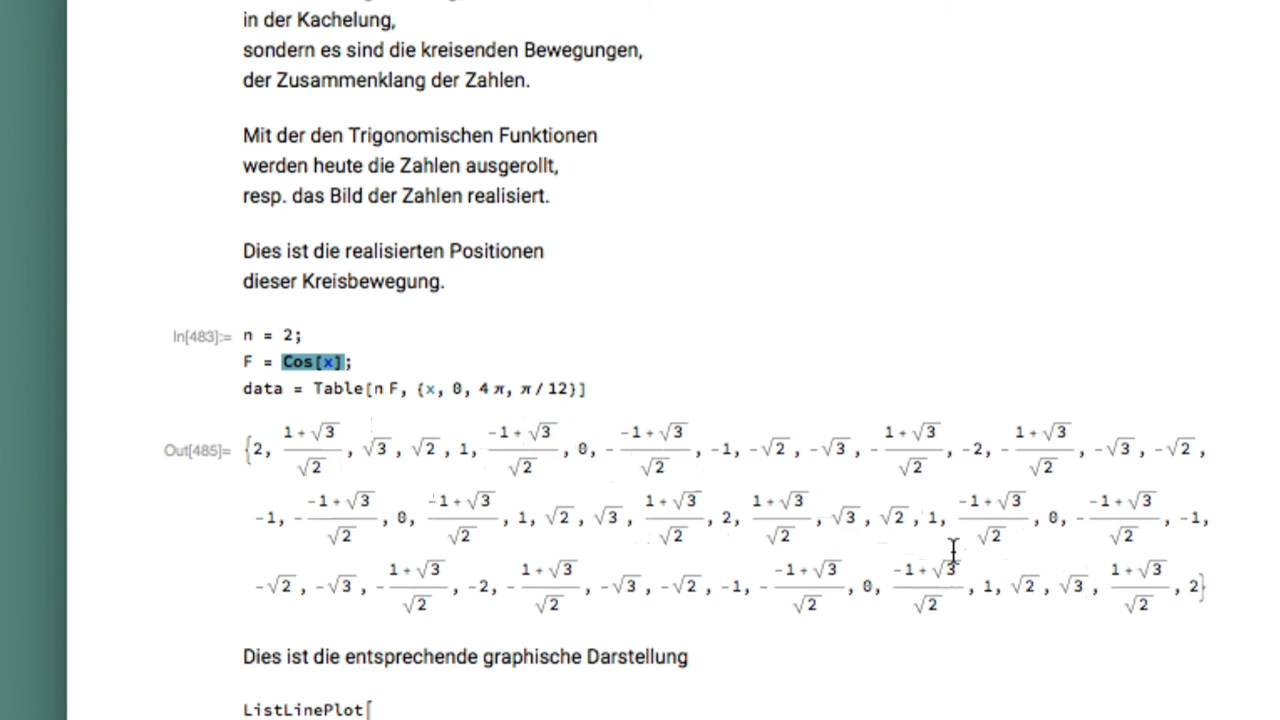 in der Kachelung,
sondern es sind die kreisenden Bewegungen,
der Zusammenklang der Zahlen.
Mit der den Trigonomischen Funktionen
werden heute die Zahlen ausgerollt,
resp. das Bild der Zahlen realisiert.
Dies ist die realisierten Positionen
dieser Kreisbewegung.
In[483]:= n = 2;
F = Cos[x];
data = Table[n F, {x, 0, 4 π, π/12}]
Out[485]= {2, (1+√3)/√2, √3, √2, 1, (-1+√3)/√2, 0, -(-1+√3)/√2, -1, -√2, -√3, -(1+√3)/√2, -2, -(1+√3)/√2, -√3, -√2,
-1, -(-1+√3)/√2, 0, (-1+√3)/√2, 1, √2, √3, (1+√3)/√2, 2, (1+√3)/√2, √3, √2, 1, (-1+√3)/√2, 0, -(-1+√3)/√2, -1,
-√2, -√3, -(1+√3)/√2, -2, -(1+√3)/√2, -√3, -√2, -1, -(-1+√3)/√2, 0, (-1+√3)/√2, 1, √2, √3, (1+√3)/√2, 2}
Dies ist die entsprechende graphische Darstellung
ListLinePlot[